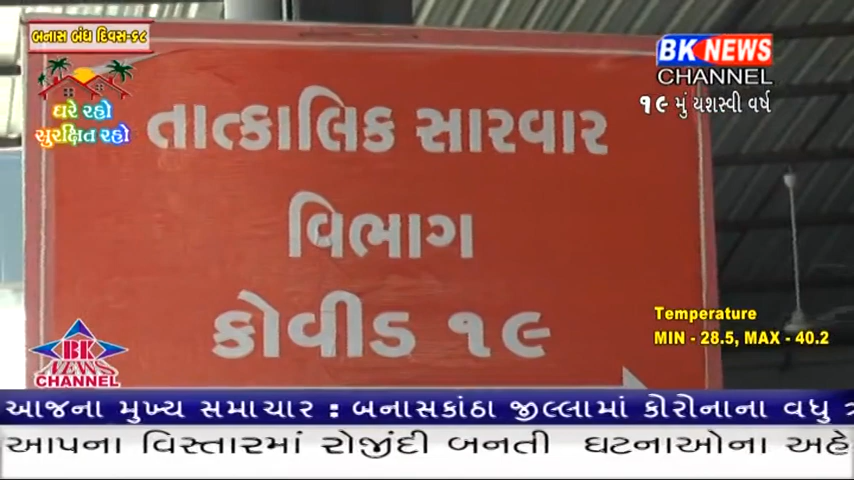 બનાસ બંધ દિવસ-૬૮
ઘરે રહો
સુરક્ષિત રહો
BK NEWS
CHANNEL
૧૯ મું યશસ્વી વર્ષ
તાત્કાલિક સારવાર
વિભાગ
કોવીડ ૧૯
Temperature
MIN - 28.5, MAX - 40.2
BK
NEWS
CHANNEL
આજના મુખ્ય સમાચાર : બનાસકાંઠા જીલ્લામાં કોરોનાના વધુ
આપના વિસ્તારમાં રોજીંદી બનતી ઘટનાઓના અહે